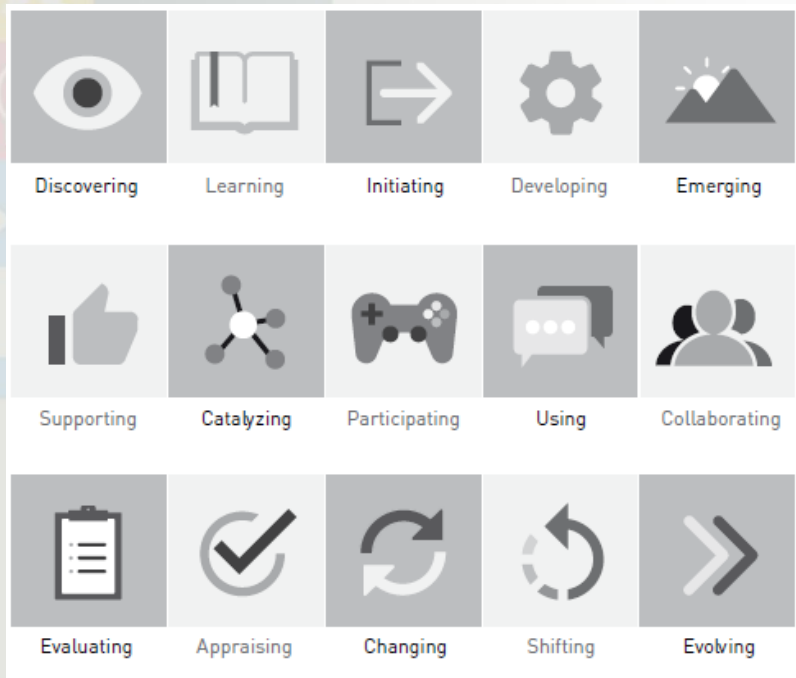 Discovering Learning Initiating Developing Emerging
Supporting Catalyzing Participating Using Collaborating
Evaluating Appraising Changing Shifting Evolving